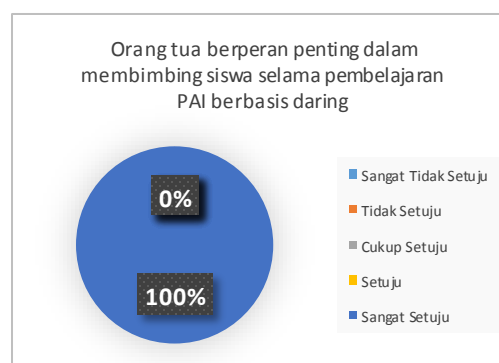 Orang tua berperan penting dalam
membimbing siswa selama pembelajaran
PAI berbasis daring
0%
100%
Sangat Tidak Setuju
Tidak Setuju
Cukup Setuju
Setuju
Sangat Setuju